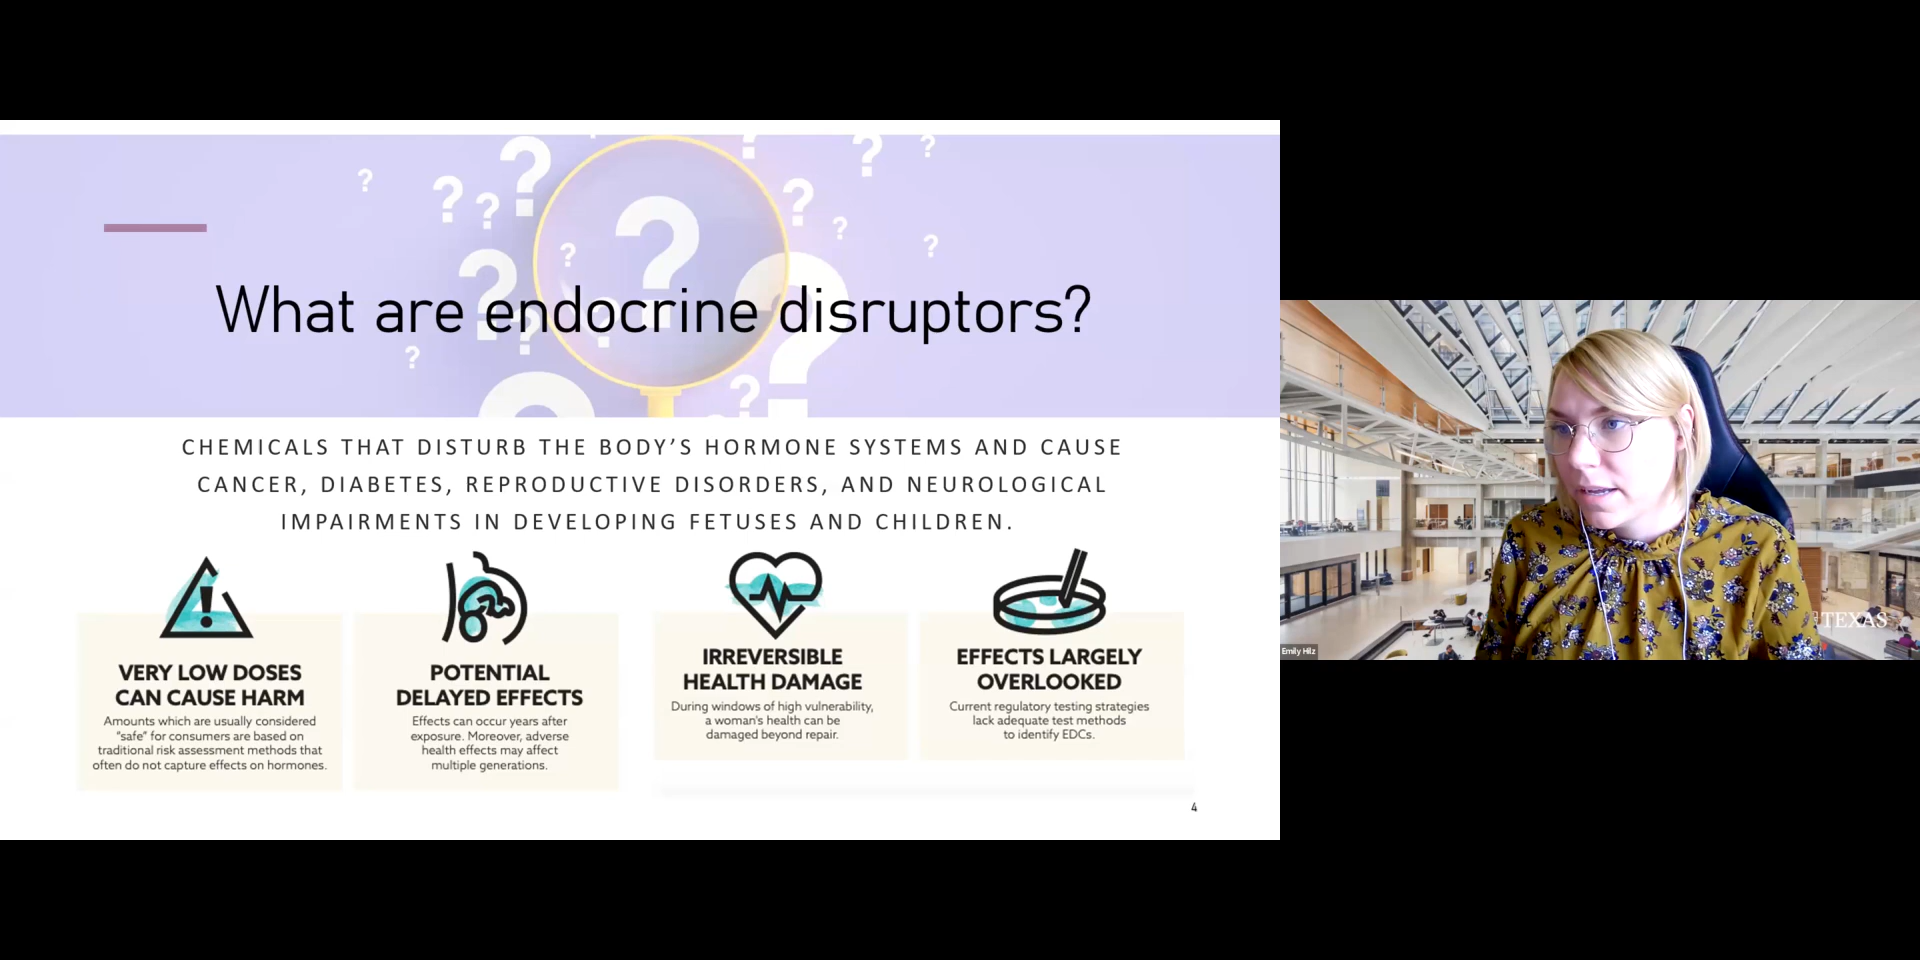 What are endocrine disruptors?
CHEMICALS THAT DISTURB THE BODY'S HORMONE SYSTEMS AND CAUSE
CANCER, DIABETES, REPRODUCTIVE DISORDERS, AND NEUROLOGICAL
IMPAIRMENTS IN DEVELOPING FETUSES AND CHILDREN.
VERY LOW DOSES
CAN CAUSE HARM
Amounts which are usually considered
“safe” for consumers are based on
traditional risk assessment methods that
often do not capture effects on hormones.
POTENTIAL
DELAYED EFFECTS
Effects can occur years after
exposure. Moreover, adverse
health effects may affect
multiple generations.
IRREVERSIBLE
HEALTH DAMAGE
During windows of high vulnerability,
a woman's health can be
damaged beyond repair.
EFFECTS LARGELY
OVERLOOKED
Current regulatory testing strategies
lack adequate test methods
to identify EDCs.
4
TEXAS
Emily Hilz